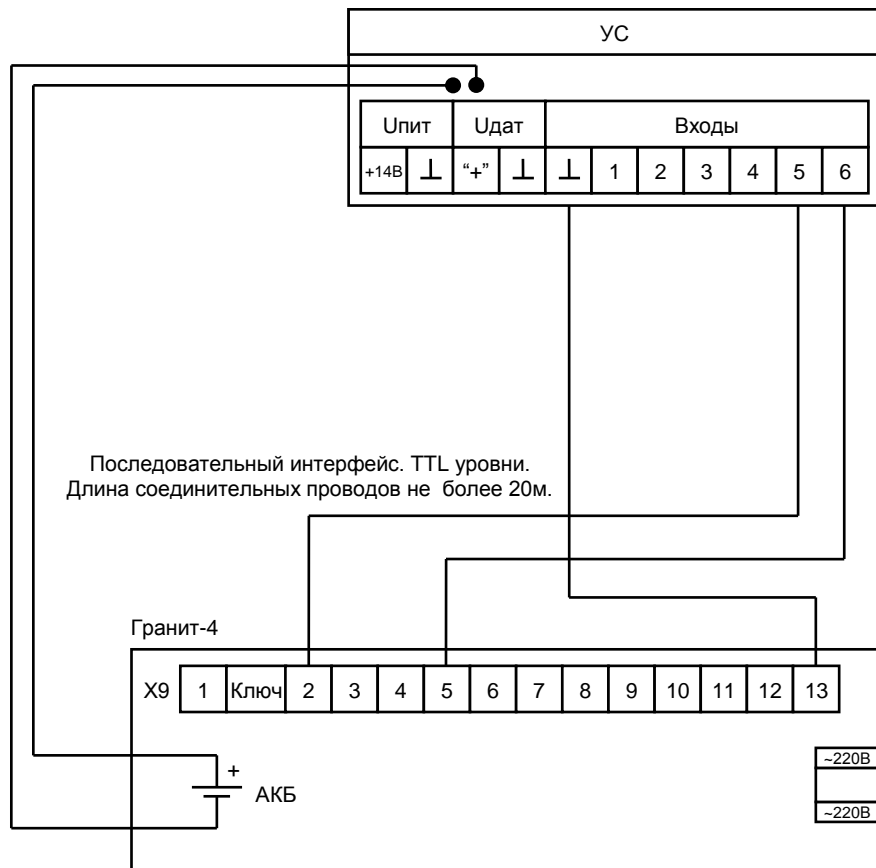 УС
Uпит Uдат Входы
+14В ⊥ “+” ⊥ ⊥ 1 2 3 4 5 6
Последовательный интерфейс. TTL уровни.
Длина соединительных проводов не более 20м.
Гранит-4
X9 1 Ключ 2 3 4 5 6 7 8 9 10 11 12 13
~220В
+
АКБ
~220В